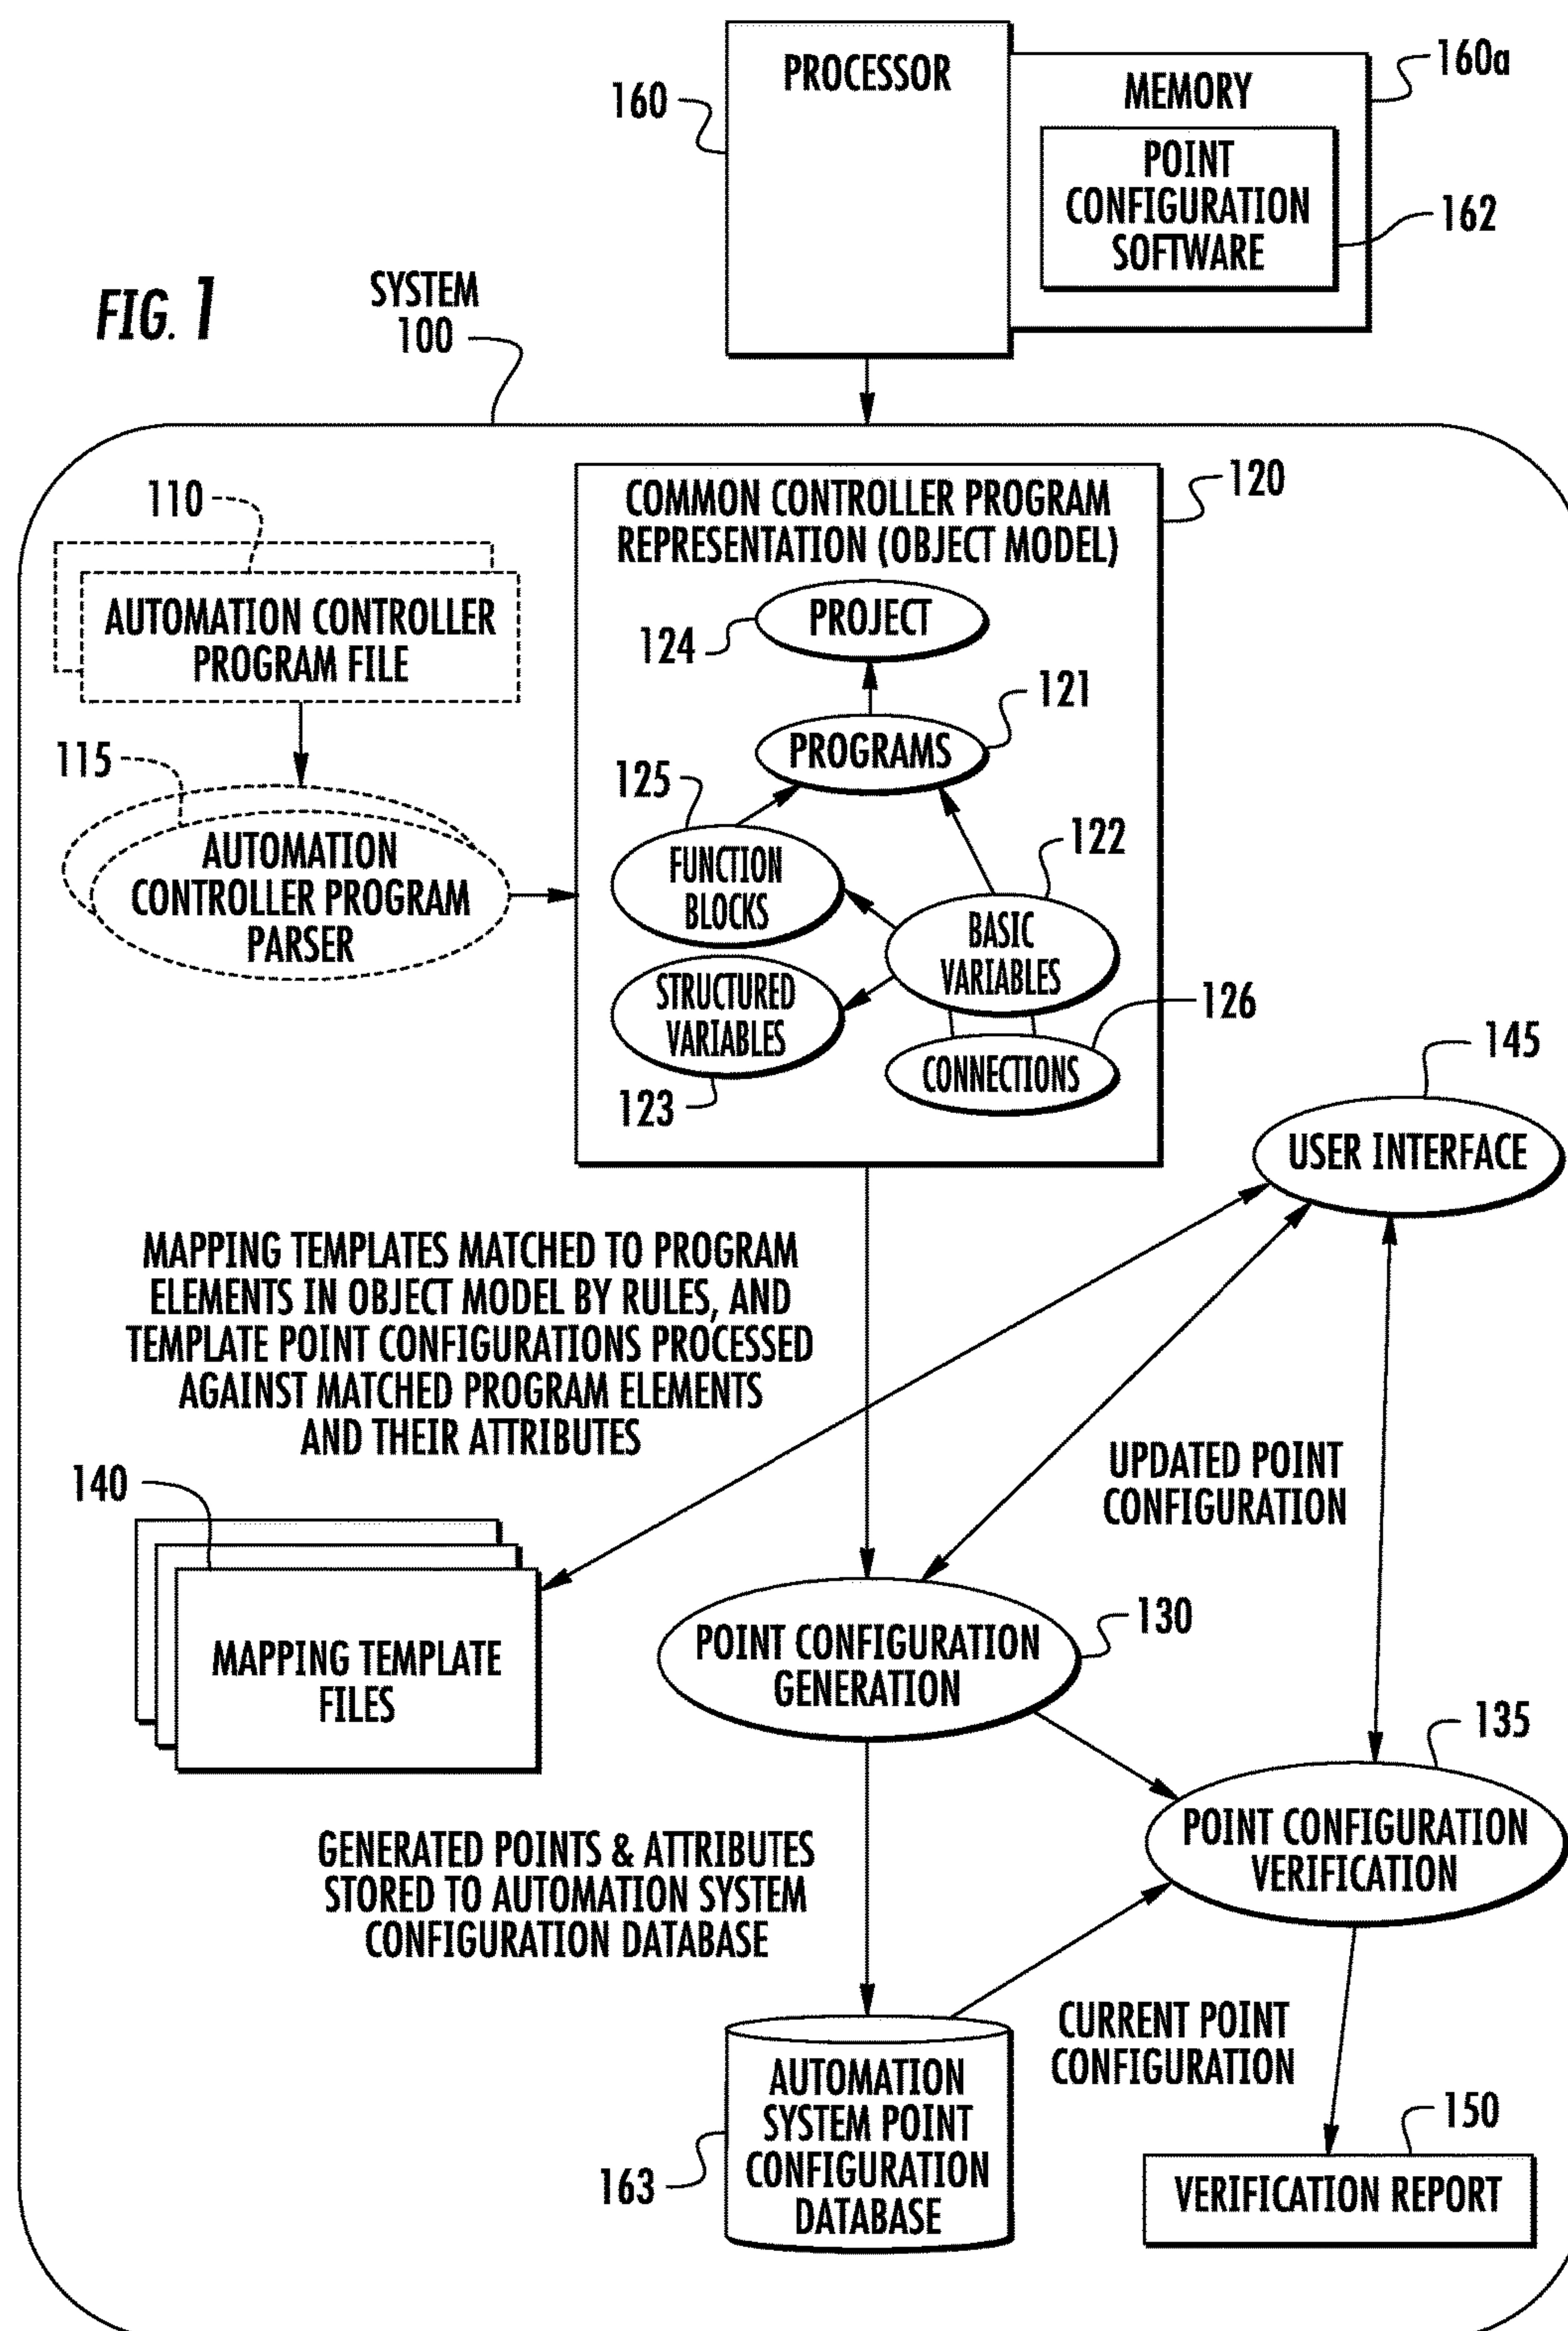 PROCESSOR
160
MEMORY
160a
POINT
CONFIGURATION
SOFTWARE
162
FIG. 1
SYSTEM
100
110
AUTOMATION CONTROLLER
PROGRAM FILE
115
AUTOMATION
CONTROLLER PROGRAM
PARSER
COMMON CONTROLLER PROGRAM
REPRESENTATION (OBJECT MODEL)
120
PROJECT
124
PROGRAMS
121
125
FUNCTION
BLOCKS
122
BASIC
VARIABLES
STRUCTURED
VARIABLES
123
CONNECTIONS
126
145
USER INTERFACE
MAPPING TEMPLATES MATCHED TO PROGRAM
ELEMENTS IN OBJECT MODEL BY RULES, AND
TEMPLATE POINT CONFIGURATIONS PROCESSED
AGAINST MATCHED PROGRAM ELEMENTS
AND THEIR ATTRIBUTES
140
MAPPING TEMPLATE
FILES
UPDATED POINT
CONFIGURATION
POINT CONFIGURATION
GENERATION
130
135
POINT CONFIGURATION
VERIFICATION
GENERATED POINTS & ATTRIBUTES
STORED TO AUTOMATION SYSTEM
CONFIGURATION DATABASE
CURRENT POINT
CONFIGURATION
AUTOMATION
SYSTEM POINT
CONFIGURATION
DATABASE
163
150
VERIFICATION REPORT